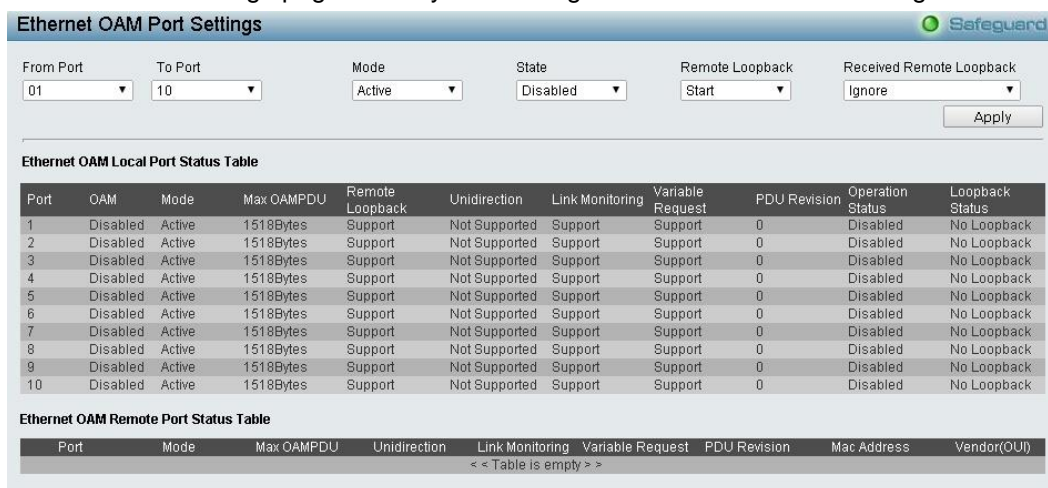 Ethernet OAM Port Settings
Safeguard
From Port To Port Mode State Remote Loopback Received Remote Loopback
01 10 Active Disabled Start Ignore
Apply
Ethernet OAM Local Port Status Table
Port OAM Mode Max OAMPDU Remote Loopback Unidirection Link Monitoring Variable Request PDU Revision Operation Status Loopback Status
1 Disabled Active 1518Bytes Support Not Supported Support Support 0 Disabled No Loopback
2 Disabled Active 1518Bytes Support Not Supported Support Support 0 Disabled No Loopback
3 Disabled Active 1518Bytes Support Not Supported Support Support 0 Disabled No Loopback
4 Disabled Active 1518Bytes Support Not Supported Support Support 0 Disabled No Loopback
5 Disabled Active 1518Bytes Support Not Supported Support Support 0 Disabled No Loopback
6 Disabled Active 1518Bytes Support Not Supported Support Support 0 Disabled No Loopback
7 Disabled Active 1518Bytes Support Not Supported Support Support 0 Disabled No Loopback
8 Disabled Active 1518Bytes Support Not Supported Support Support 0 Disabled No Loopback
9 Disabled Active 1518Bytes Support Not Supported Support Support 0 Disabled No Loopback
10 Disabled Active 1518Bytes Support Not Supported Support Support 0 Disabled No Loopback
Ethernet OAM Remote Port Status Table
Port Mode Max OAMPDU Unidirection Link Monitoring Variable Request PDU Revision Mac Address Vendor(OUI)
< < Table is empty > >